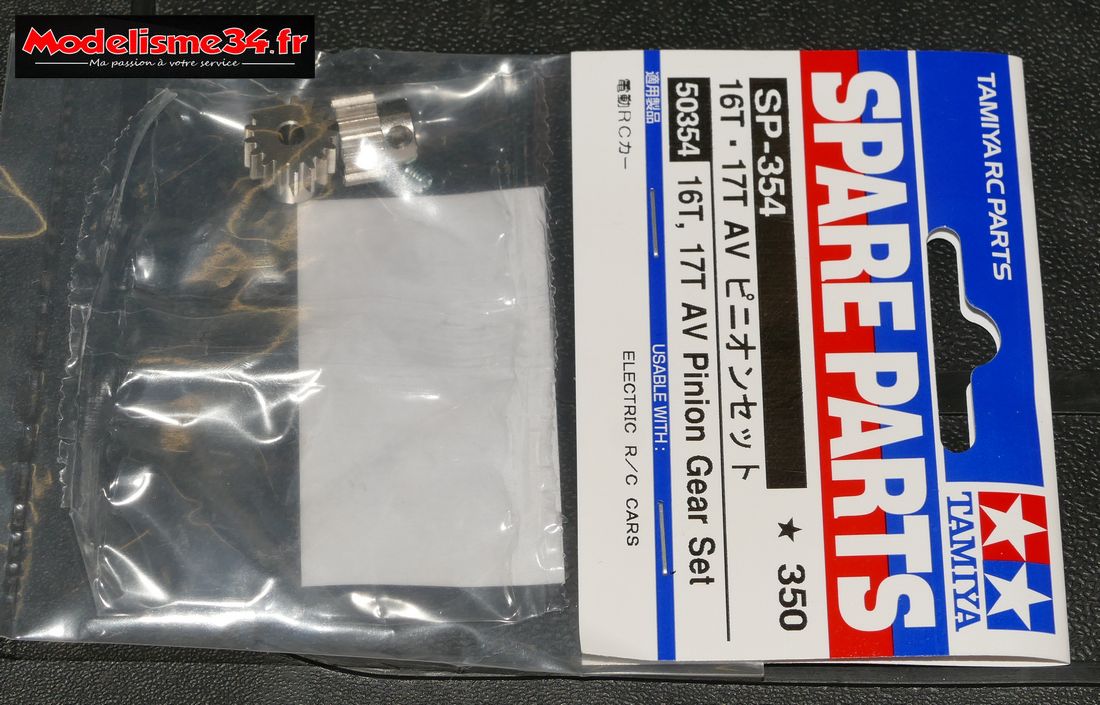 Modelisme34.fr
Ma passion à votre service
TAMIYA RC PARTS
TAMIYA
SPARE PARTS
SP-354
★ 350
16T・17T AV ピニオンセット
50354 16T, 17T AV Pinion Gear Set
適用製品 USABLE WITH :
電動RCカー ELECTRIC R/C CARS